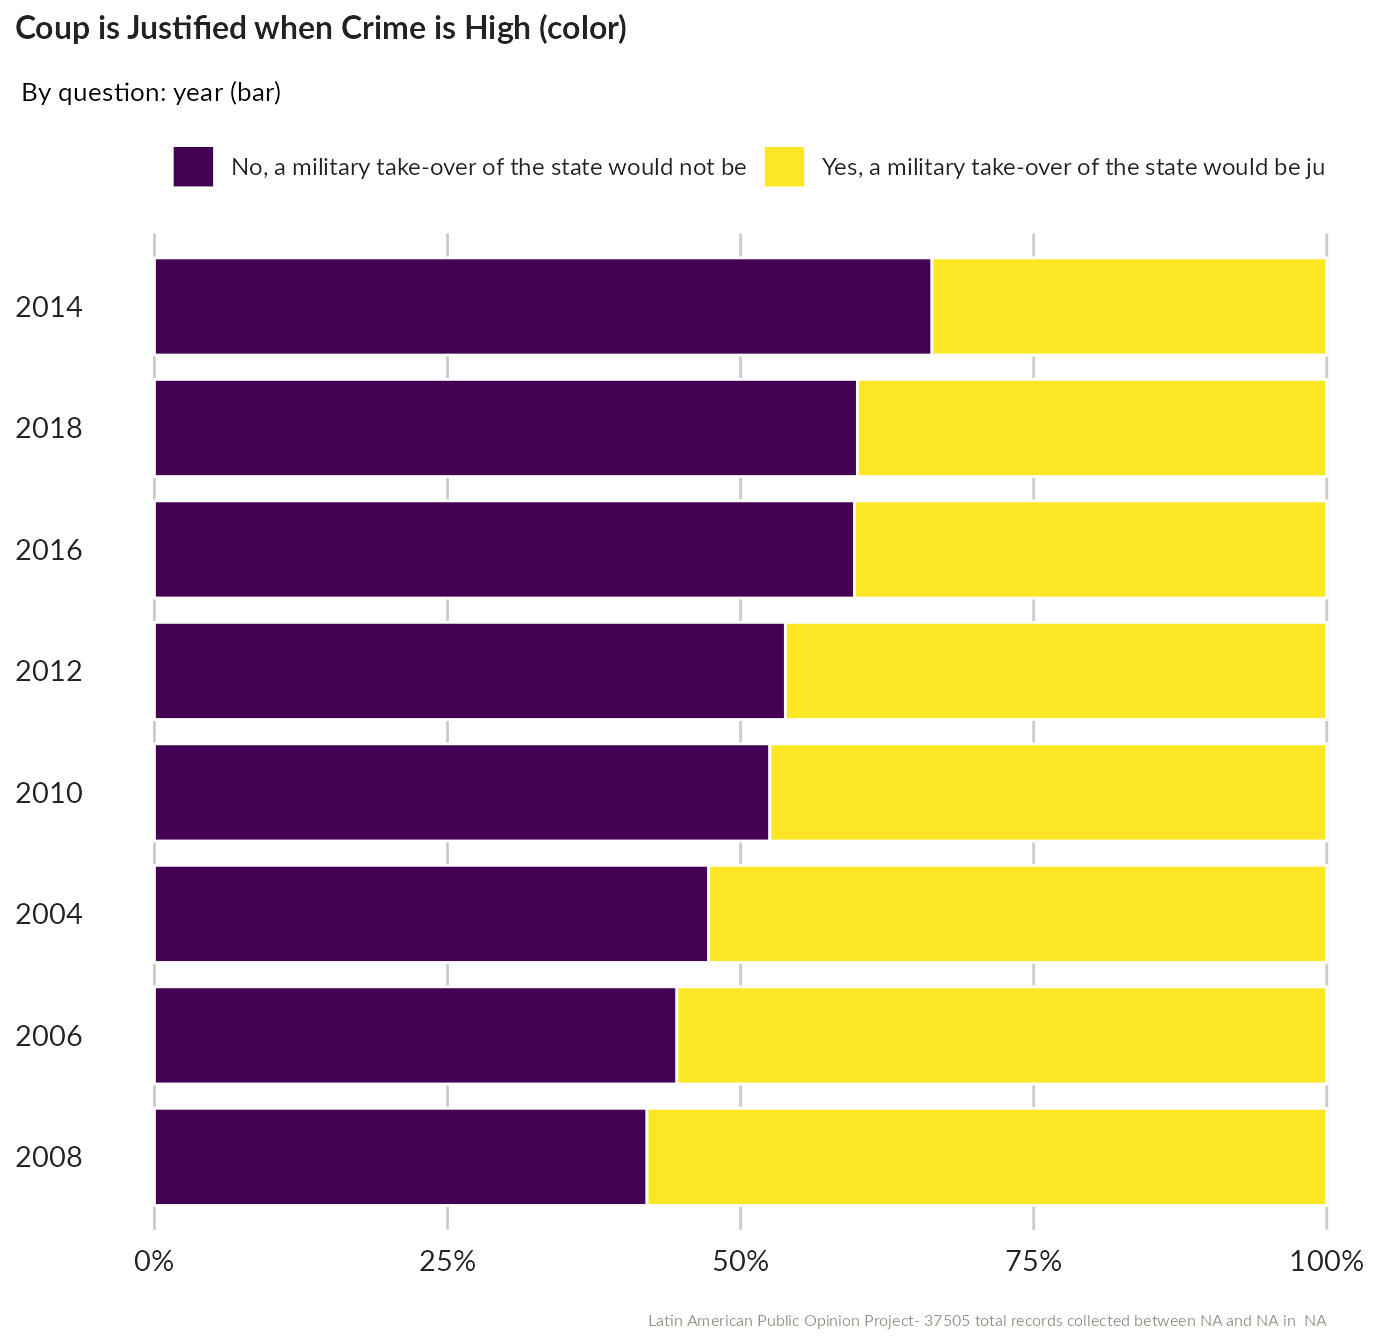 Coup is Justified when Crime is High (color)
By question: year (bar)
No, a military take-over of the state would not be
Yes, a military take-over of the state would be ju
2014
2018
2016
2012
2010
2004
2006
2008
0% 25% 50% 75% 100%
Latin American Public Opinion Project- 37505 total records collected between NA and NA in  NA